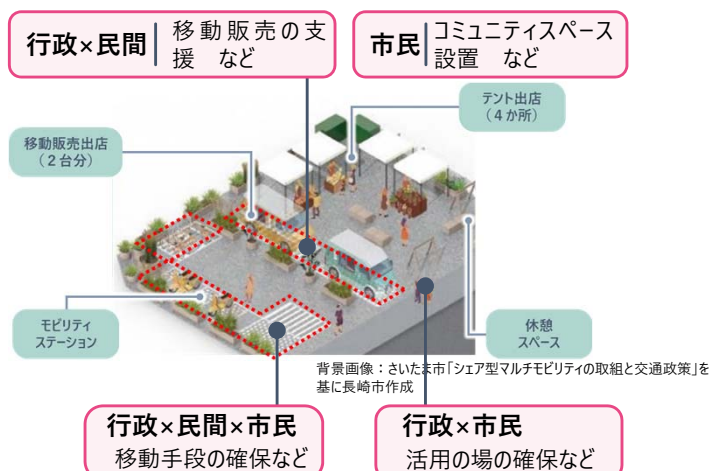 行政×民間
移動販売の支
援　など
市民
コミュニティスペース
設置　など
テント出店
（４か所）
移動販売出店
（２台分）
モビリティ
ステーション
休憩
スペース
背景画像：さいたま市「シェア型マルチモビリティの取組と交通政策」を
基に長崎市作成
行政×民間×市民
移動手段の確保など
行政×市民
活用の場の確保など